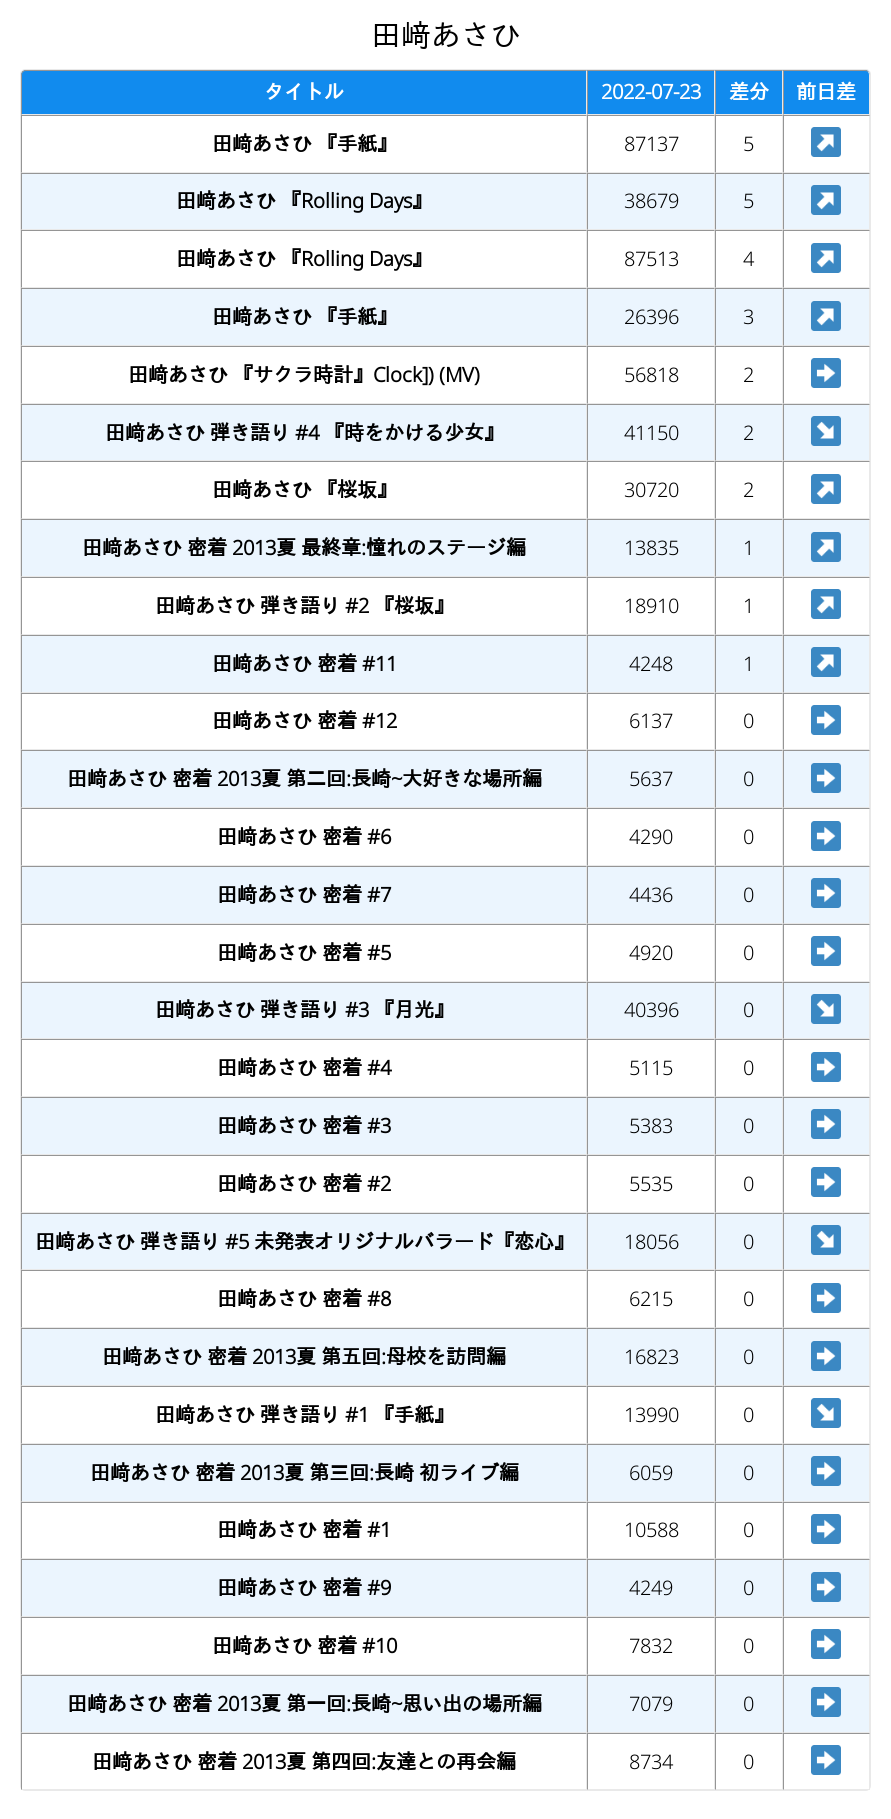 田﨑あさひ
タイトル 2022-07-23 差分 前日差
田﨑あさひ 『手紙』 87137 5 ↗
田﨑あさひ 『Rolling Days』 38679 5 ↗
田﨑あさひ 『Rolling Days』 87513 4 ↗
田﨑あさひ 『手紙』 26396 3 ↗
田﨑あさひ 『サクラ時計』Clock]) (MV) 56818 2 ➡
田﨑あさひ 弾き語り #4 『時をかける少女』 41150 2 ↘
田﨑あさひ 『桜坂』 30720 2 ↗
田﨑あさひ 密着 2013夏 最終章:憧れのステージ編 13835 1 ↗
田﨑あさひ 弾き語り #2 『桜坂』 18910 1 ↗
田﨑あさひ 密着 #11 4248 1 ↗
田﨑あさひ 密着 #12 6137 0 ➡
田﨑あさひ 密着 2013夏 第二回:長崎~大好きな場所編 5637 0 ➡
田﨑あさひ 密着 #6 4290 0 ➡
田﨑あさひ 密着 #7 4436 0 ➡
田﨑あさひ 密着 #5 4920 0 ➡
田﨑あさひ 弾き語り #3 『月光』 40396 0 ↘
田﨑あさひ 密着 #4 5115 0 ➡
田﨑あさひ 密着 #3 5383 0 ➡
田﨑あさひ 密着 #2 5535 0 ➡
田﨑あさひ 弾き語り #5 未発表オリジナルバラード『恋心』 18056 0 ↘
田﨑あさひ 密着 #8 6215 0 ➡
田﨑あさひ 密着 2013夏 第五回:母校を訪問編 16823 0 ➡
田﨑あさひ 弾き語り #1 『手紙』 13990 0 ↘
田﨑あさひ 密着 2013夏 第三回:長崎 初ライブ編 6059 0 ➡
田﨑あさひ 密着 #1 10588 0 ➡
田﨑あさひ 密着 #9 4249 0 ➡
田﨑あさひ 密着 #10 7832 0 ➡
田﨑あさひ 密着 2013夏 第一回:長崎~思い出の場所編 7079 0 ➡
田﨑あさひ 密着 2013夏 第四回:友達との再会編 8734 0 ➡